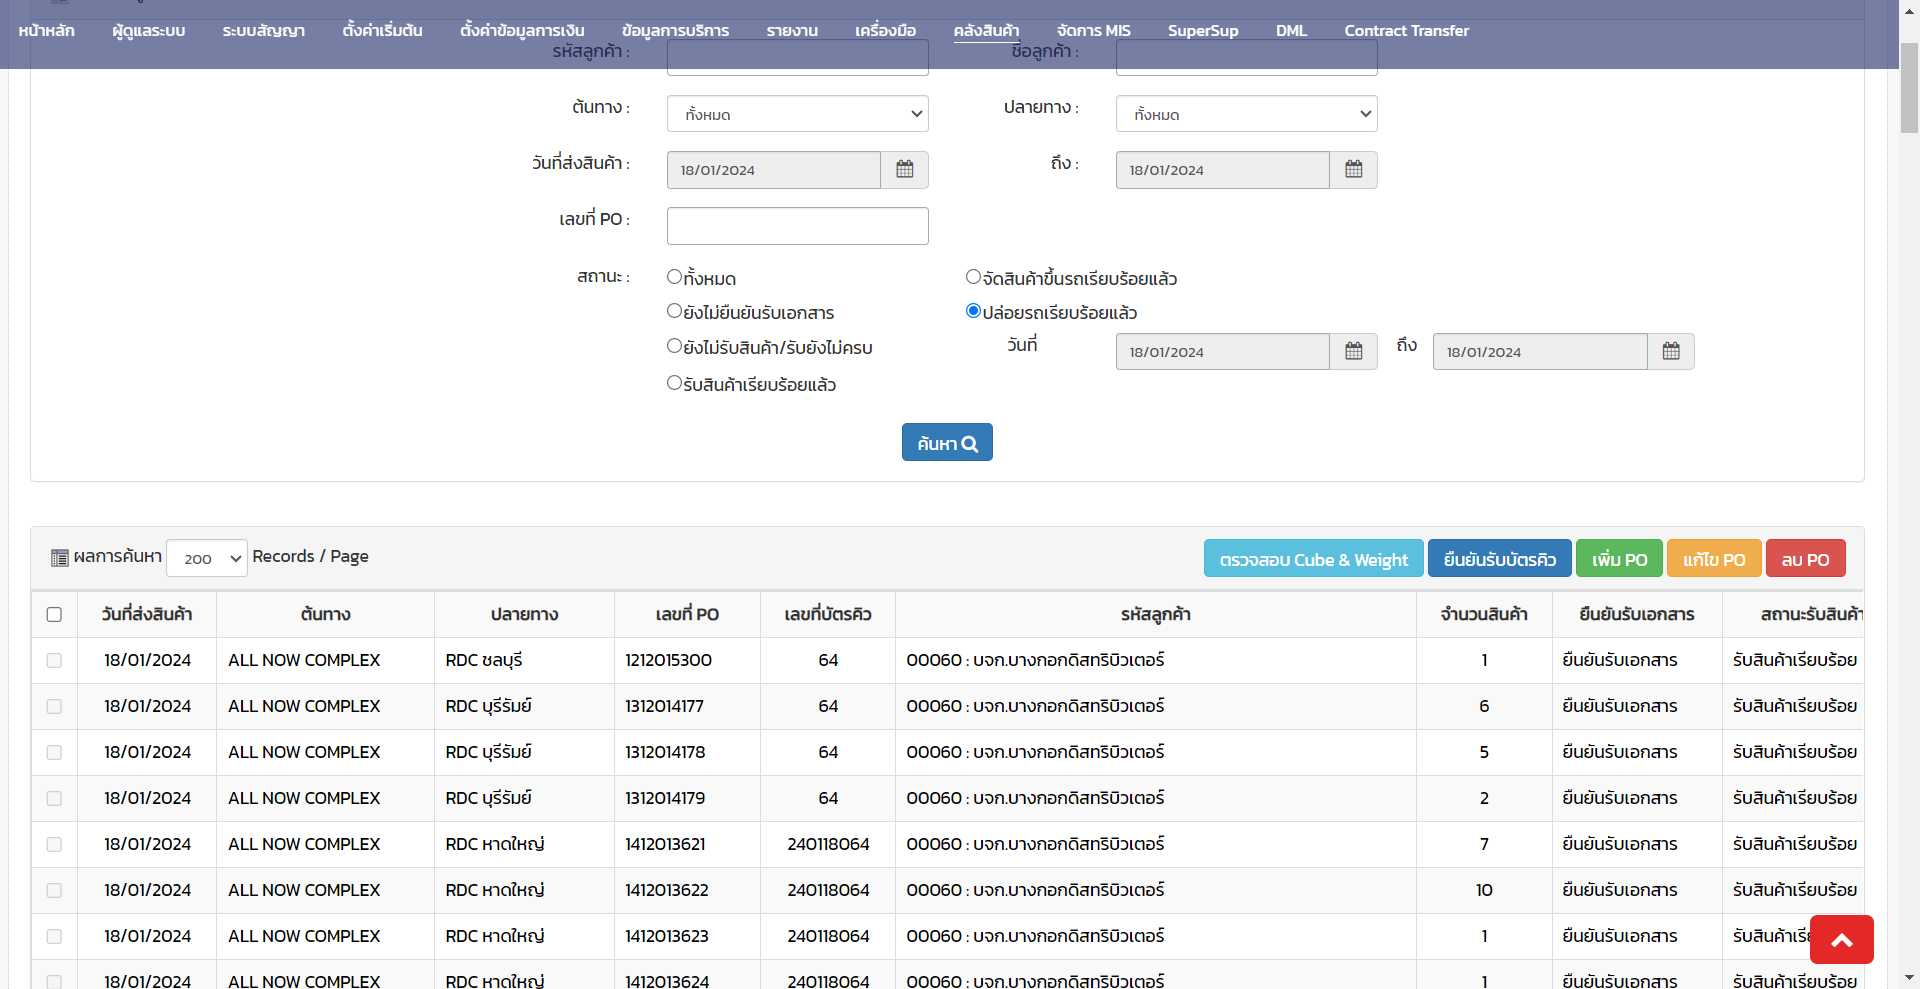 หน้าหลัก ผู้ดูแลระบบ ระบบสัญญา ตั้งค่าเริ่มต้น ตั้งค่าข้อมูลการเงิน ข้อมูลการบริการ รายงาน เครื่องมือ คลังสินค้า จัดการ MIS SuperSup DML Contract Transfer
รหัสลูกค้า : ชื่อลูกค้า :
ต้นทาง : ทั้งหมด ปลายทาง : ทั้งหมด
วันที่ส่งสินค้า : 18/01/2024 ถึง : 18/01/2024
เลขที่ PO :
สถานะ : ทั้งหมด จัดสินค้าขึ้นรถเรียบร้อยแล้ว
ยังไม่ยืนยันรับเอกสาร ปล่อยรถเรียบร้อยแล้ว
ยังไม่รับสินค้า/รับยังไม่ครบ วันที่ 18/01/2024 ถึง 18/01/2024
รับสินค้าเรียบร้อยแล้ว
ค้นหา
ผลการค้นหา 200 Records / Page ตรวจสอบ Cube & Weight ยืนยันรับบัตรคิว เพิ่ม PO แก้ไข PO ลบ PO
วันที่ส่งสินค้า ต้นทาง ปลายทาง เลขที่ PO เลขที่บัตรคิว รหัสลูกค้า จำนวนสินค้า ยืนยันรับเอกสาร สถานะรับสินค้า
18/01/2024 ALL NOW COMPLEX RDC ชลบุรี 1212015300 64 00060 : บจก.บางกอกดิสทริบิวเตอร์ 1 ยืนยันรับเอกสาร รับสินค้าเรียบร้อย
18/01/2024 ALL NOW COMPLEX RDC บุรีรัมย์ 1312014177 64 00060 : บจก.บางกอกดิสทริบิวเตอร์ 6 ยืนยันรับเอกสาร รับสินค้าเรียบร้อย
18/01/2024 ALL NOW COMPLEX RDC บุรีรัมย์ 1312014178 64 00060 : บจก.บางกอกดิสทริบิวเตอร์ 5 ยืนยันรับเอกสาร รับสินค้าเรียบร้อย
18/01/2024 ALL NOW COMPLEX RDC บุรีรัมย์ 1312014179 64 00060 : บจก.บางกอกดิสทริบิวเตอร์ 2 ยืนยันรับเอกสาร รับสินค้าเรียบร้อย
18/01/2024 ALL NOW COMPLEX RDC หาดใหญ่ 1412013621 240118064 00060 : บจก.บางกอกดิสทริบิวเตอร์ 7 ยืนยันรับเอกสาร รับสินค้าเรียบร้อย
18/01/2024 ALL NOW COMPLEX RDC หาดใหญ่ 1412013622 240118064 00060 : บจก.บางกอกดิสทริบิวเตอร์ 10 ยืนยันรับเอกสาร รับสินค้าเรียบร้อย
18/01/2024 ALL NOW COMPLEX RDC หาดใหญ่ 1412013623 240118064 00060 : บจก.บางกอกดิสทริบิวเตอร์ 1 ยืนยันรับเอกสาร รับสินค้าเรี
18/01/2024 ALL NOW COMPLEX RDC หาดใหญ่ 1412013624 240118064 00060 : บจก.บางกอกดิสทริบิวเตอร์ 1 ยืนยันรับเอกสาร รับสินค้าเรียบร้อย